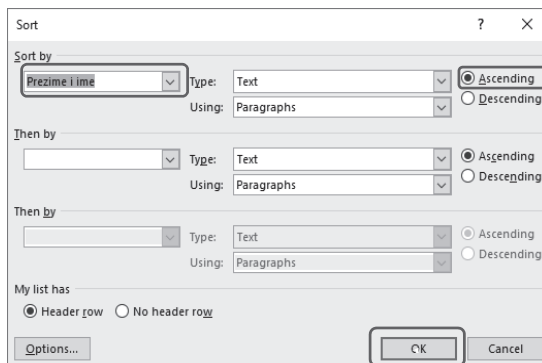 Sort ? ×
Sort by
Prezime i ime Type: Text Ascending
Using: Paragraphs Descending
Then by
Type: Text Ascending
Using: Paragraphs Descending
Then by
Type: Text Ascending
Using: Paragraphs Descending
My list has
Header row No header row
Options... OK Cancel